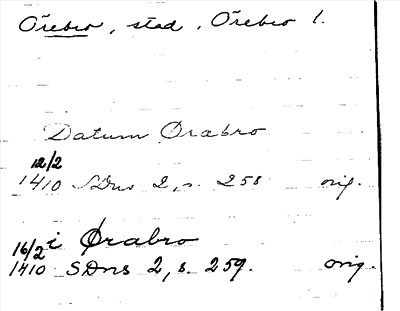 Örebro, stad, Örebro l.
Datum Ørabro
12/2
1410 SDns 2, s. 258 orig.
16/2 i Ørabro
1410 SDns 2, s. 259. orig.